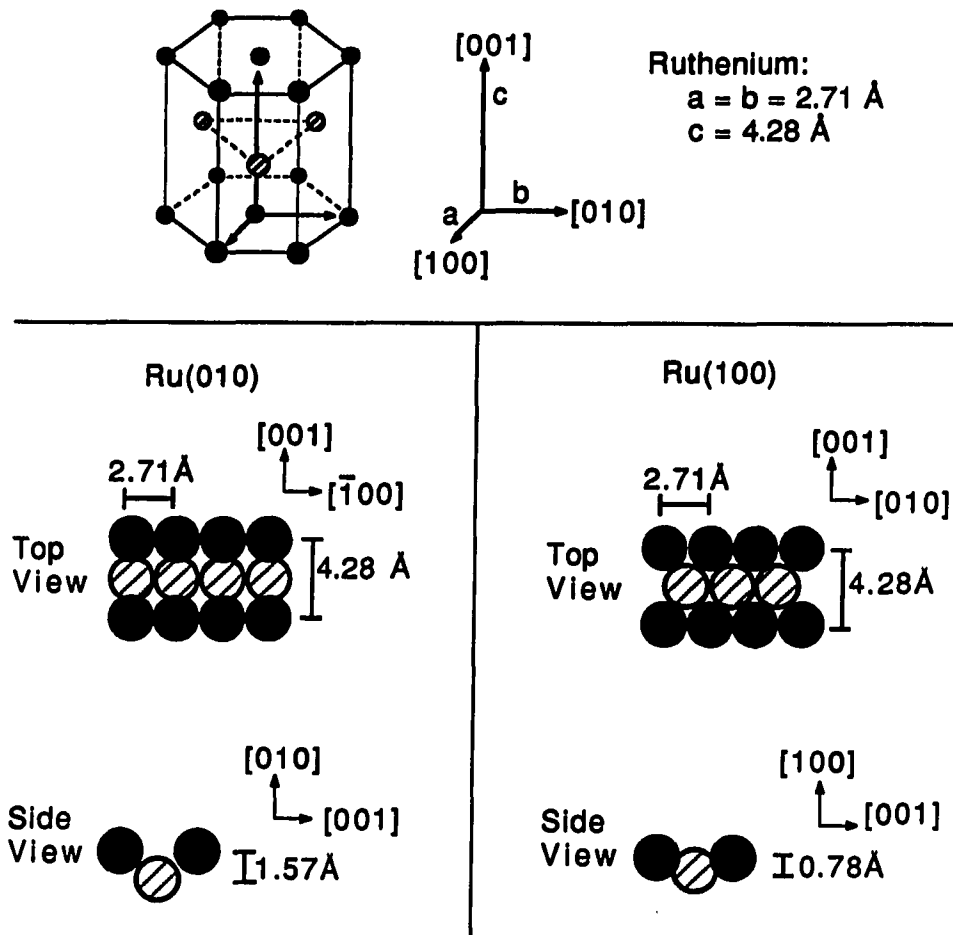 [001]
c
a
b
[010]
[100]
Ruthenium:
a = b = 2.71 Å
c = 4.28 Å
Ru(010)
[001]
2.71Å
[1̅00]
Top
View
4.28 Å
[010]
Side
View
[001]
1.57Å
Ru(100)
[001]
2.71Å
[010]
Top
View
4.28Å
[100]
Side
View
[001]
0.78Å